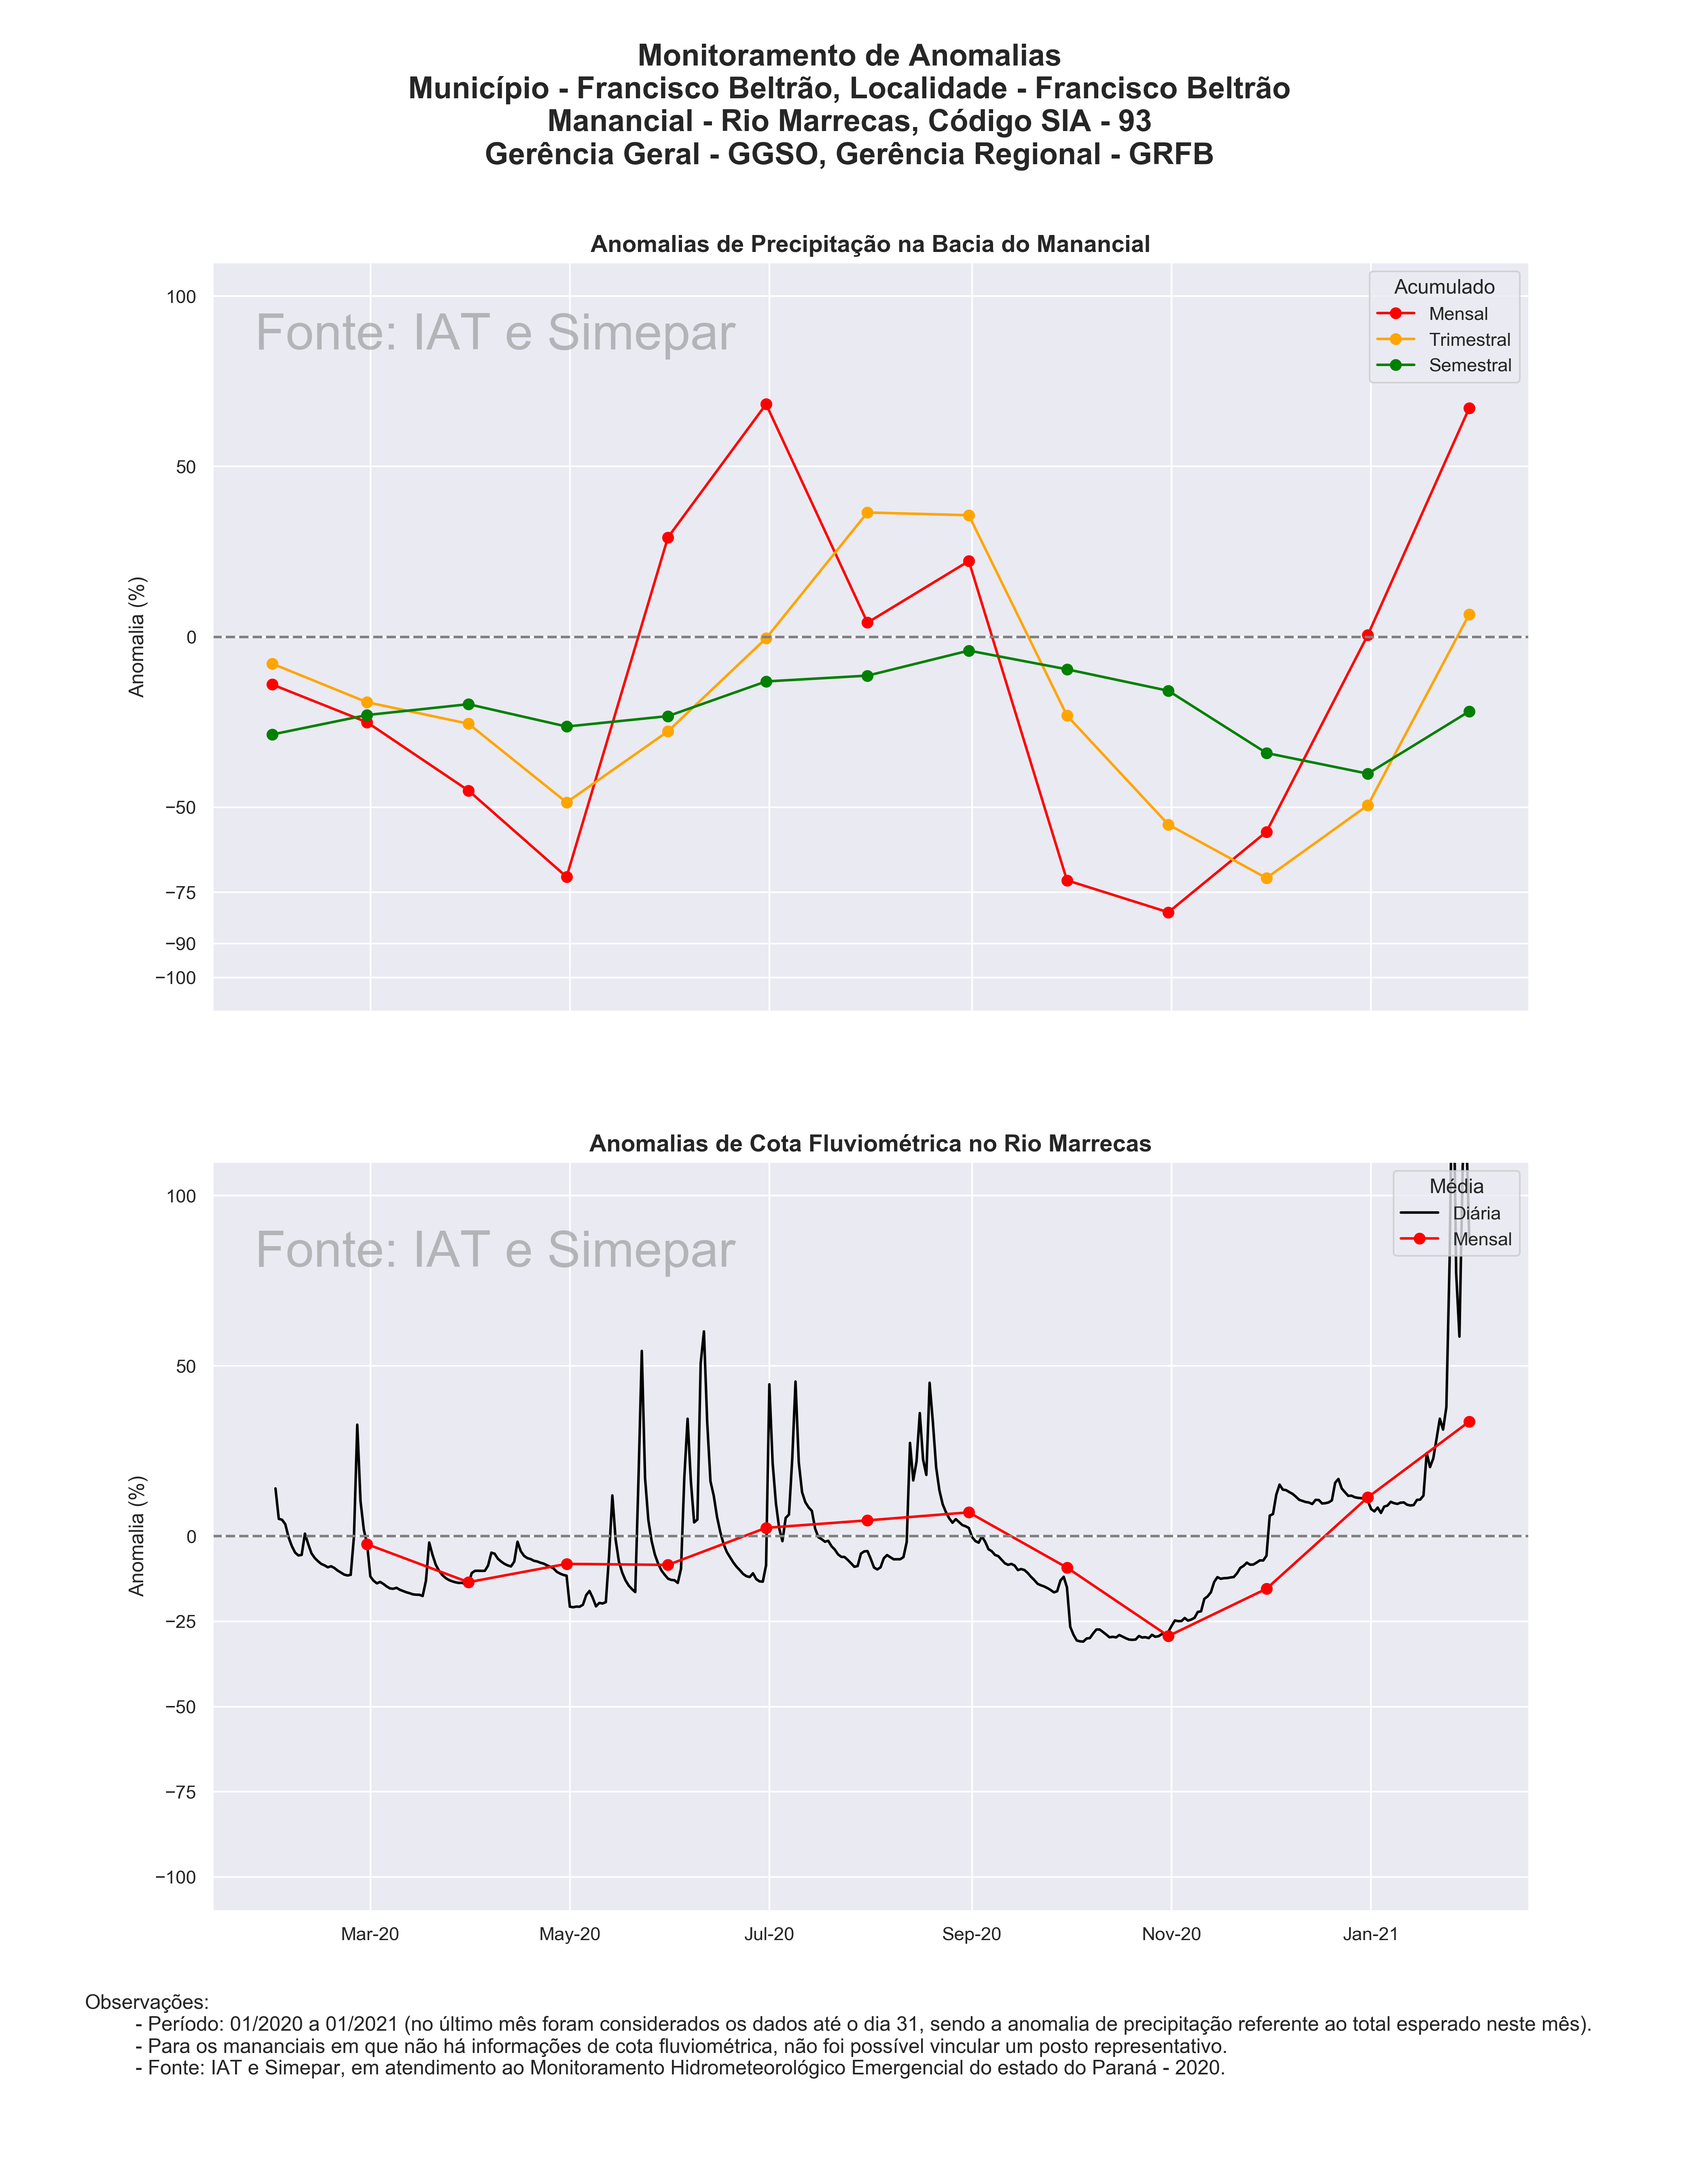 Monitoramento de Anomalias
Município - Francisco Beltrão, Localidade - Francisco Beltrão
Manancial - Rio Marrecas, Código SIA - 93
Gerência Geral - GGSO, Gerência Regional - GRFB
Anomalias de Precipitação na Bacia do Manancial
Fonte: IAT e Simepar
Acumulado
Mensal
Trimestral
Semestral
Anomalia (%)
100
50
0
−50
−75
−90
−100
Anomalias de Cota Fluviométrica no Rio Marrecas
Fonte: IAT e Simepar
Média
Diária
Mensal
Anomalia (%)
100
50
0
−25
−50
−75
−100
Mar-20 May-20 Jul-20 Sep-20 Nov-20 Jan-21
Observações:
- Período: 01/2020 a 01/2021 (no último mês foram considerados os dados até o dia 31, sendo a anomalia de precipitação referente ao total esperado neste mês).
- Para os mananciais em que não há informações de cota fluviométrica, não foi possível vincular um posto representativo.
- Fonte: IAT e Simepar, em atendimento ao Monitoramento Hidrometeorológico Emergencial do estado do Paraná - 2020.